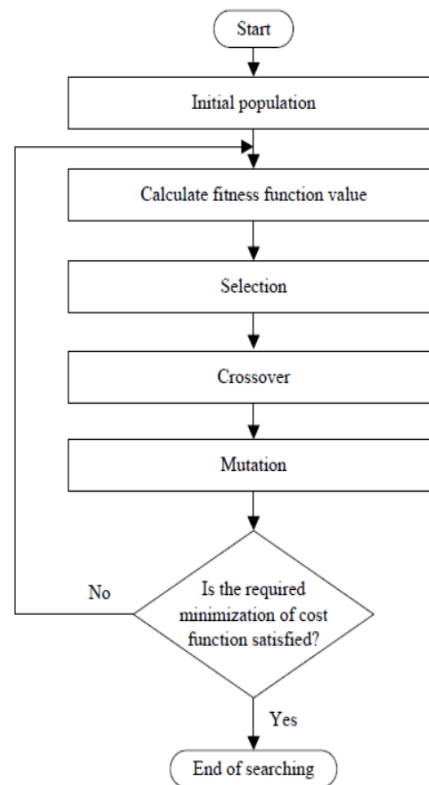 Start
Initial population
Calculate fitness function value
Selection
Crossover
Mutation
Is the required
minimization of cost
function satisfied?
No
Yes
End of searching